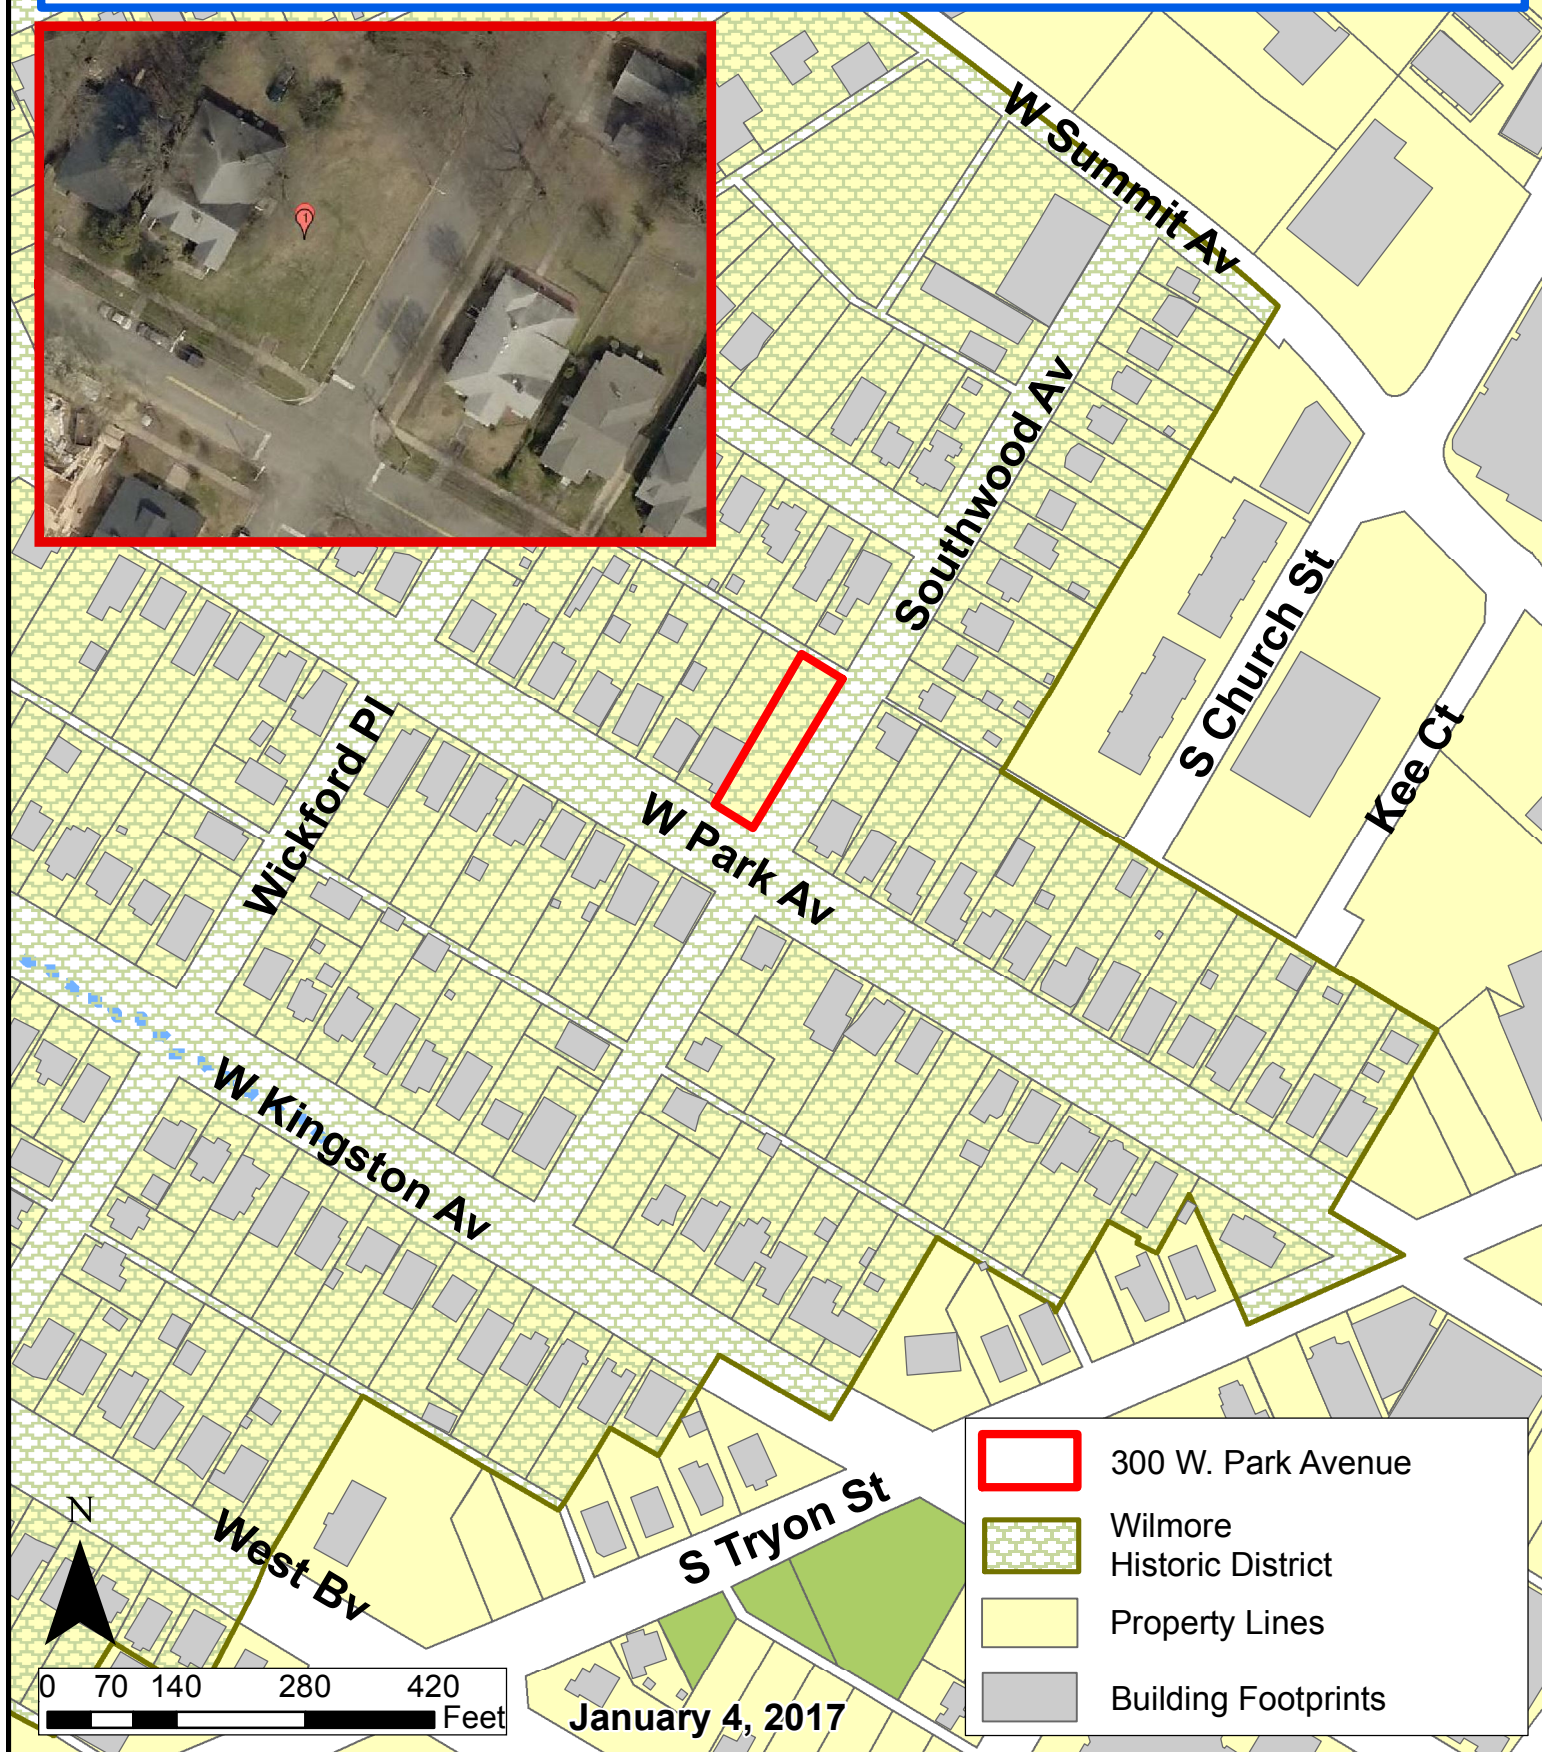 W Summit Av
1
Southwood Av
S Church St
Kee Ct
Wickford Pl
W Park Av
W Kingston Av
S Tryon St
West Bv
300 W. Park Avenue
Wilmore
Historic District
Property Lines
Building Footprints
N
0 70 140 280 420
Feet
January 4, 2017